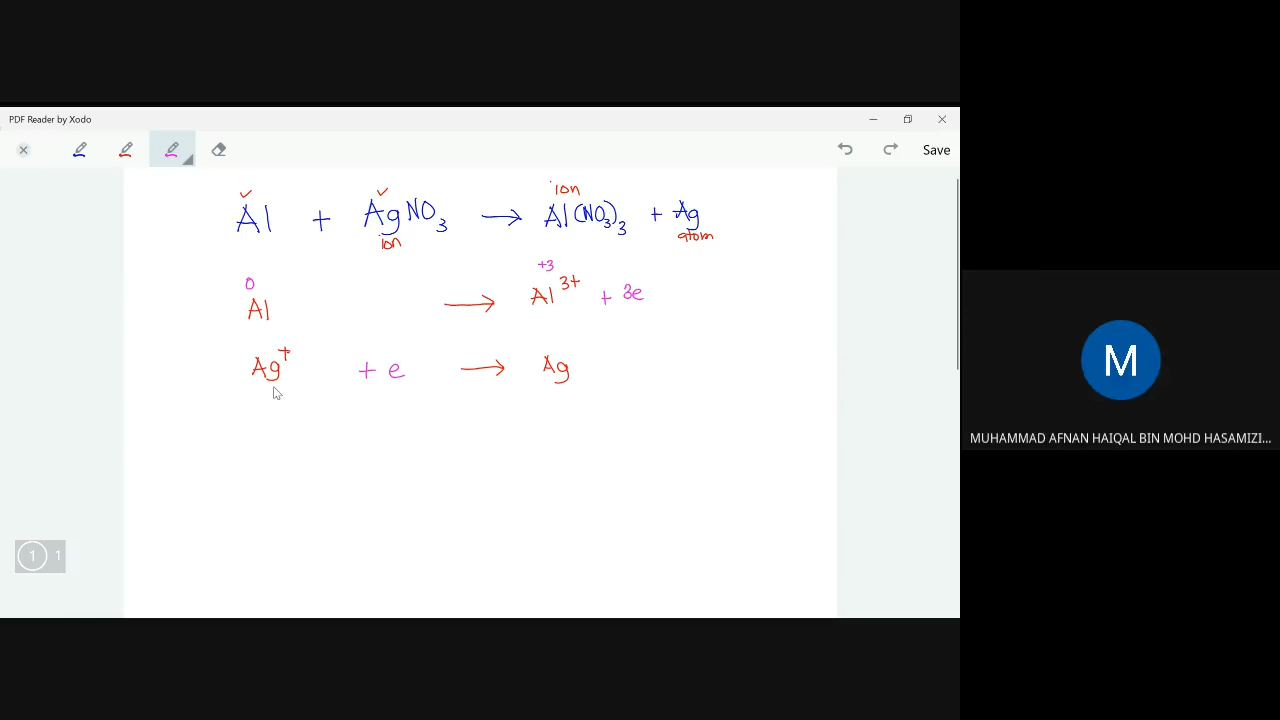 PDF Reader by Xodo
Save
ion
Al + AgNO3 → Al(NO3)3 + Ag
ion atom
0 +3
Al → Al3+ + 3e
Ag+ + e → Ag
1 1
M
MUHAMMAD AFNAN HAIQAL BIN MOHD HASAMIZI...